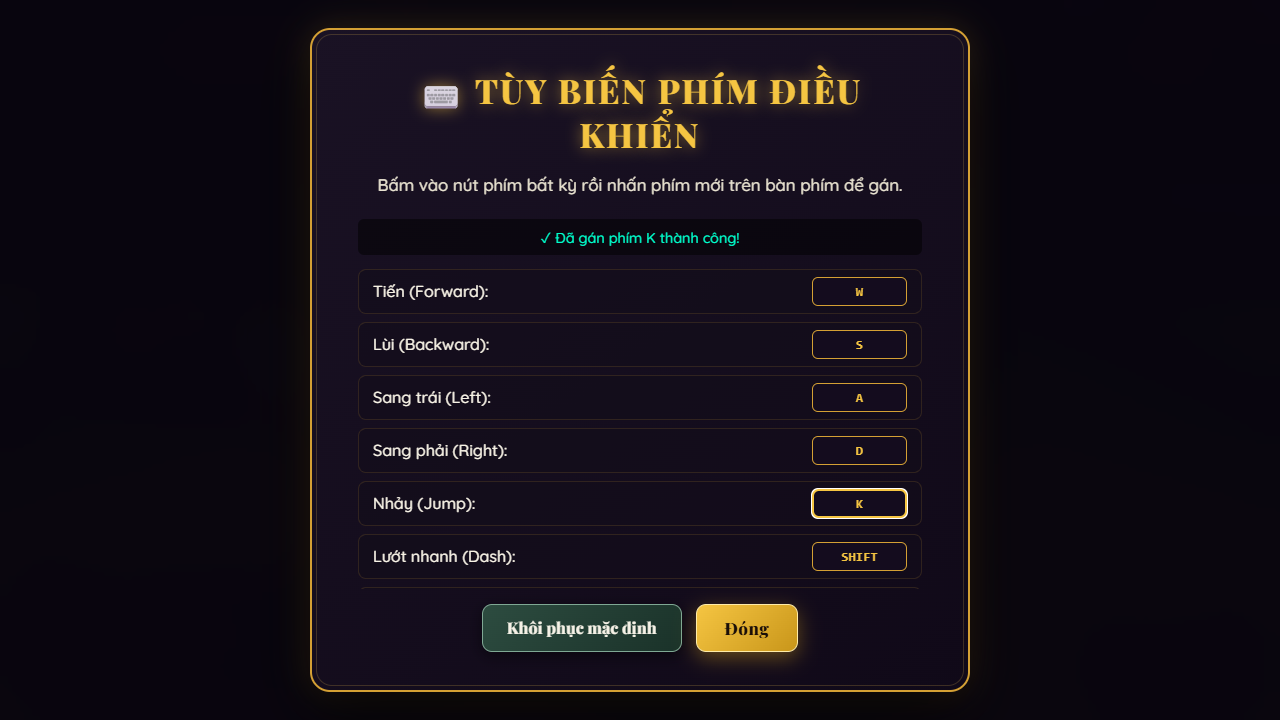 TÙY BIẾN PHÍM ĐIỀU
KHIỂN
Bấm vào nút phím bất kỳ rồi nhấn phím mới trên bàn phím để gán.
✓ Đã gán phím K thành công!
Tiến (Forward): W
Lùi (Backward): S
Sang trái (Left): A
Sang phải (Right): D
Nhảy (Jump): K
Lướt nhanh (Dash): SHIFT
Khôi phục mặc định
Đóng